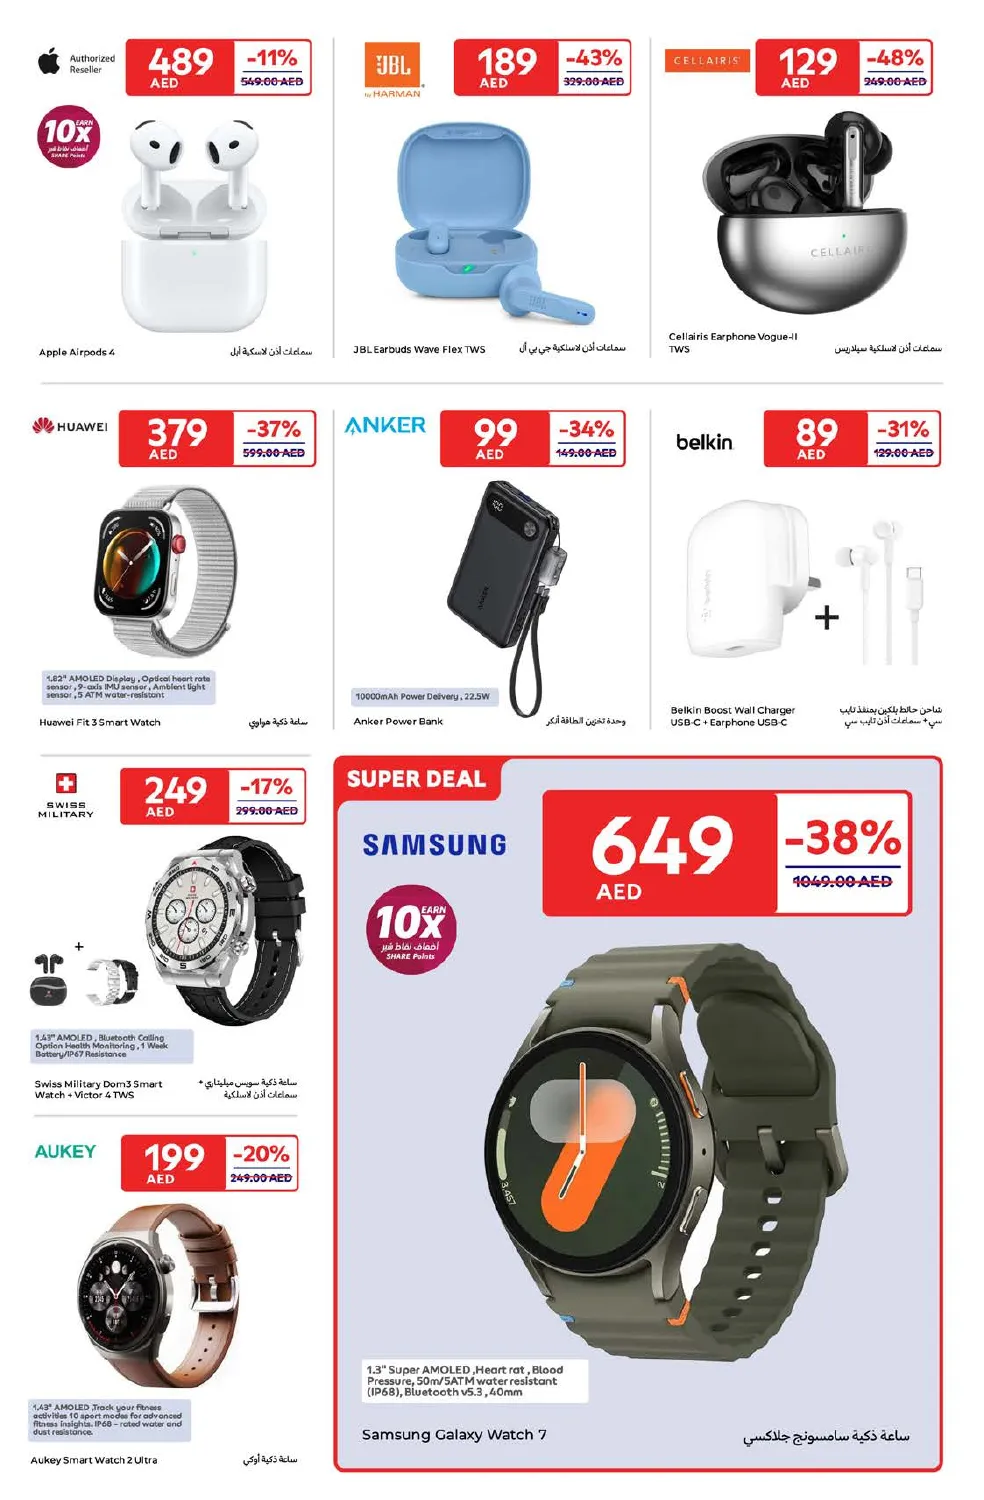 Authorized
Reseller
489
AED
-11%
549.00 AED
EARN
10x
أضعاف نقاط شير
SHARE Points
Apple Airpods 4
سماعات أذن لاسكية آبل
JBL
by HARMAN
189
AED
-43%
329.00 AED
JBL Earbuds Wave Flex TWS
سماعات أذن لاسلكية جي بي أل
CELLAIRIS
129
AED
-48%
249.00 AED
Cellairis Earphone Vogue-II
TWS
سماعات أذن لاسلكية سيلاريس
HUAWEI
379
AED
-37%
599.00 AED
1.82" AMOLED Display , Optical heart rate
sensor , 9-axis IMU sensor , Ambient light
sensor , 5 ATM water-resistant
Huawei Fit 3 Smart Watch
ساعة ذكية هواوي
ANKER
99
AED
-34%
149.00 AED
ANKER
10000mAh Power Delivery , 22.5W
Anker Power Bank
وحدة تخزين الطاقة أنكر
belkin
89
AED
-31%
129.00 AED
belkin
+
Belkin Boost Wall Charger
USB-C + Earphone USB-C
شاحن حائط بلكين بمنفذ تايب
سي+ سماعات أذن تايب سي
SWISS
MILITARY
249
AED
-17%
299.00 AED
+
1.43" AMOLED , Bluetooth Calling
Option Health Monitoring , 1 Week
Battery/IP67 Resistance
Swiss Military Dom3 Smart
Watch + Victor 4 TWS
ساعة ذكية سويس ميليتاري +
سماعات أذن لاسلكية
AUKEY
199
AED
-20%
249.00 AED
1.43" AMOLED ,Track your fitness
activities 10 sport modes for advanced
fitness insights. IP68 – rated water and
dust resistance.
Aukey Smart Watch 2 Ultra
ساعة ذكية أوكي
SUPER DEAL
SAMSUNG
649
AED
-38%
1049.00 AED
EARN
10x
أضعاف نقاط شير
SHARE Points
3,457
1.3" Super AMOLED ,Heart rat , Blood
Pressure, 50m/5ATM water resistant
(IP68), Bluetooth v5.3 , 40mm
Samsung Galaxy Watch 7
ساعة ذكية سامسونج جلاكسي